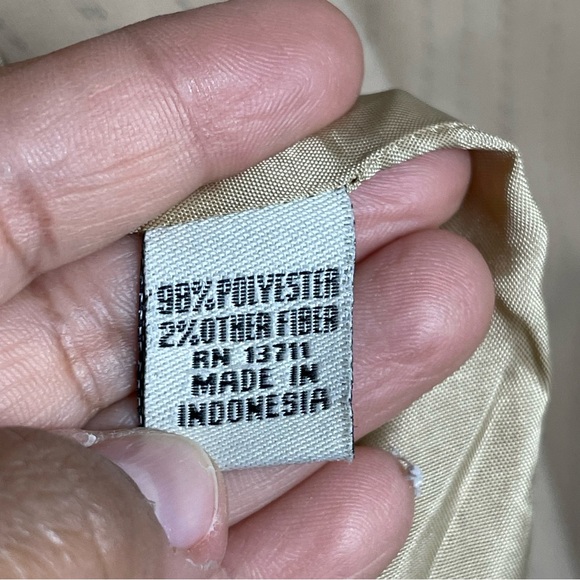 98% POLYESTER
2% OTHER FIBER
RN 13711
MADE IN
INDONESIA